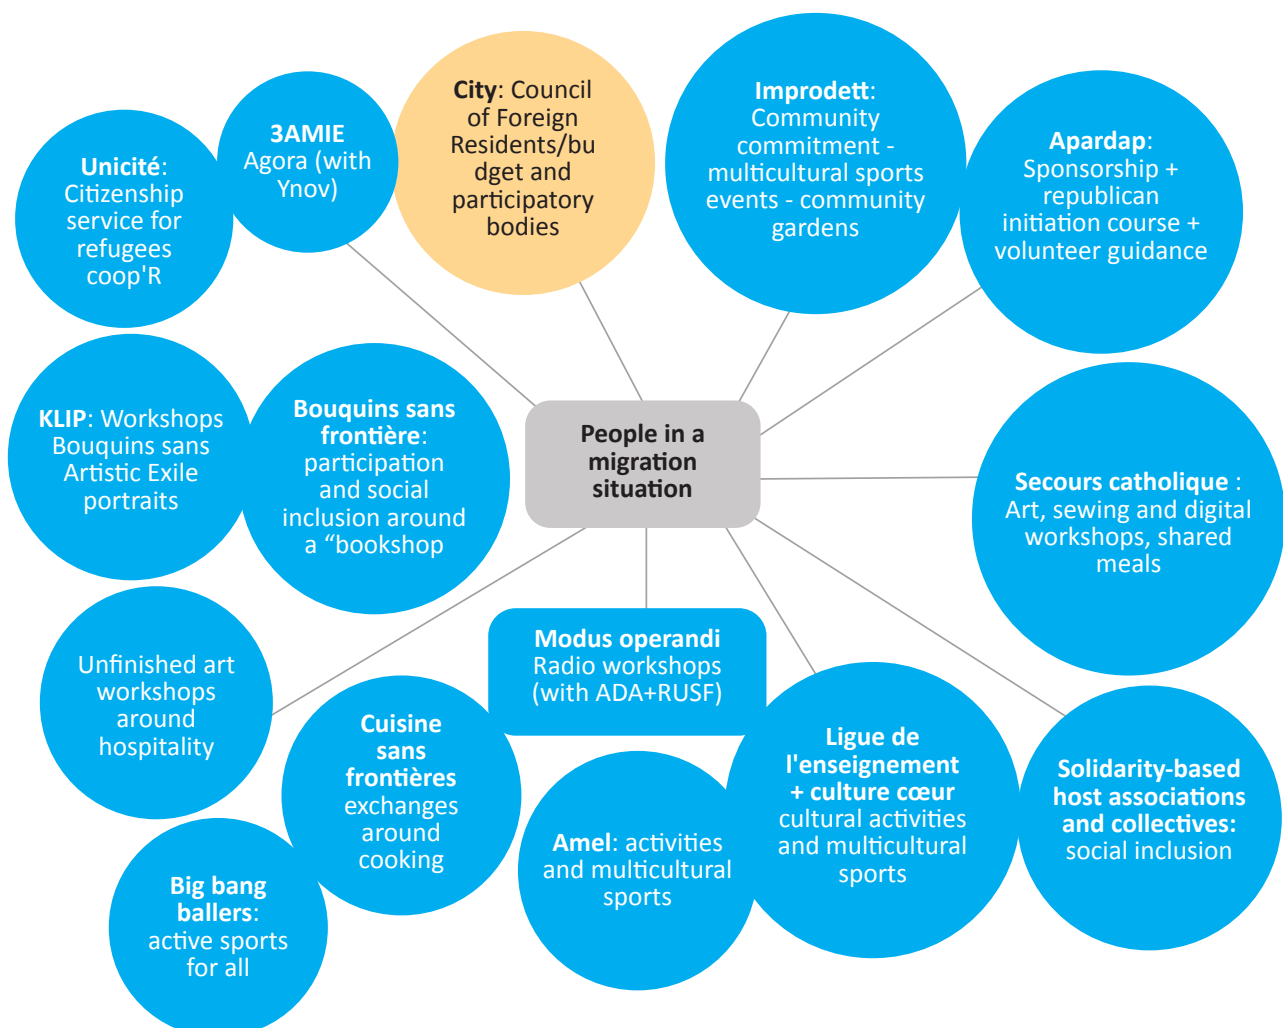 City: Council
of Foreign
Residents/bu
dget and
participatory
bodies
Improdett:
Community
commitment -
multicultural sports
events - community
gardens
3AMIE
Agora (with
Ynov)
Apardap:
Sponsorship +
republican
initiation course +
volunteer guidance
Unicité:
Citizenship
service for
refugees
coop'R
KLIP: Workshops
Bouquins sans
Artistic Exile
portraits
Bouquins sans
frontière:
participation
and social
inclusion around
a “bookshop
People in a
migration
situation
Secours catholique :
Art, sewing and digital
workshops, shared
meals
Unfinished art
workshops
around
hospitality
Modus operandi
Radio workshops
(with ADA+RUSF)
Cuisine
sans
frontières
exchanges
around
cooking
Ligue de
l'enseignement
+ culture cœur
cultural activities
and multicultural
sports
Solidarity-based
host associations
and collectives:
social inclusion
Amel: activities
and multicultural
sports
Big bang
ballers:
active sports
for all